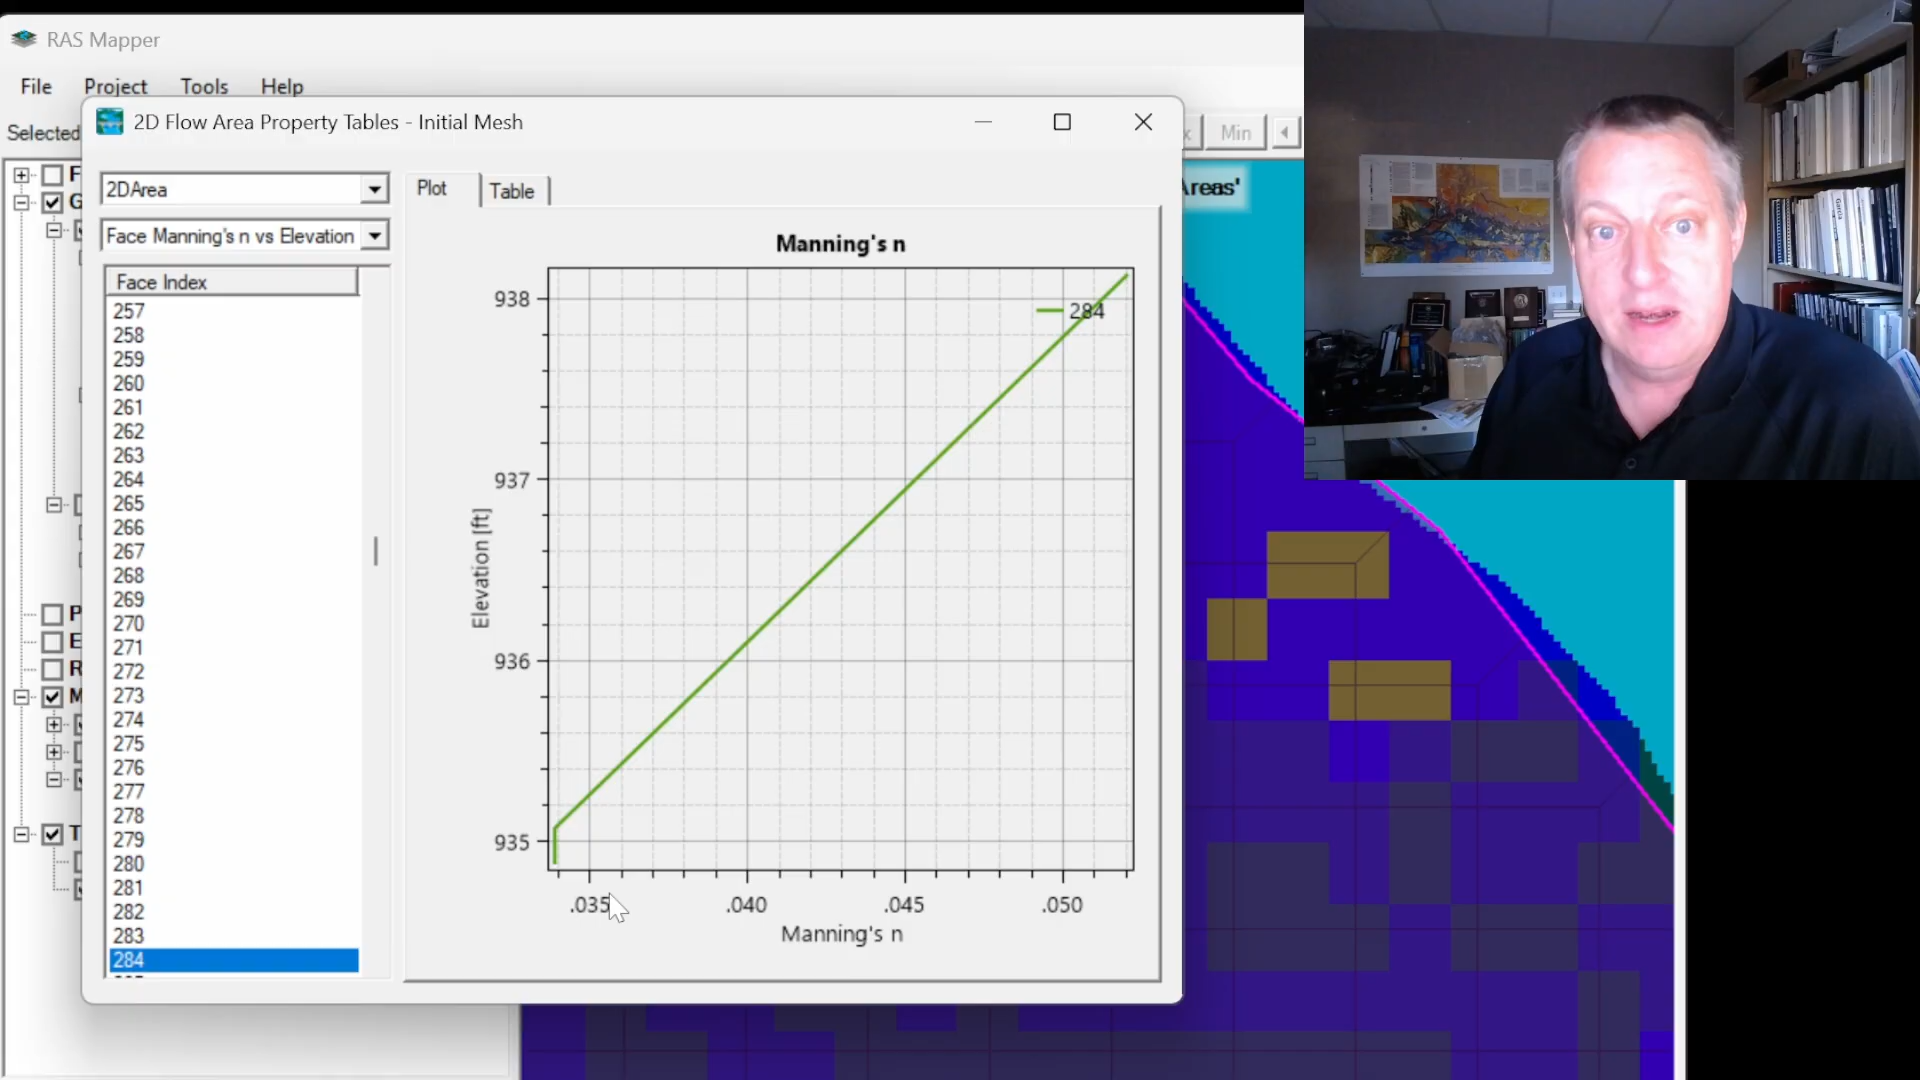 RAS Mapper
File Project Tools Help
Selected
2D Flow Area Property Tables - Initial Mesh
Min
Areas'
2DArea
Face Manning's n vs Elevation
Plot
Table
Face Index
257
258
259
260
261
262
263
264
265
266
267
268
269
270
271
272
273
274
275
276
277
278
279
280
281
282
283
284
Manning's n
284
938
937
936
935
Elevation [ft]
.035 .040 .045 .050
Manning's n
F
G
P
E
R
M
T
Garcia